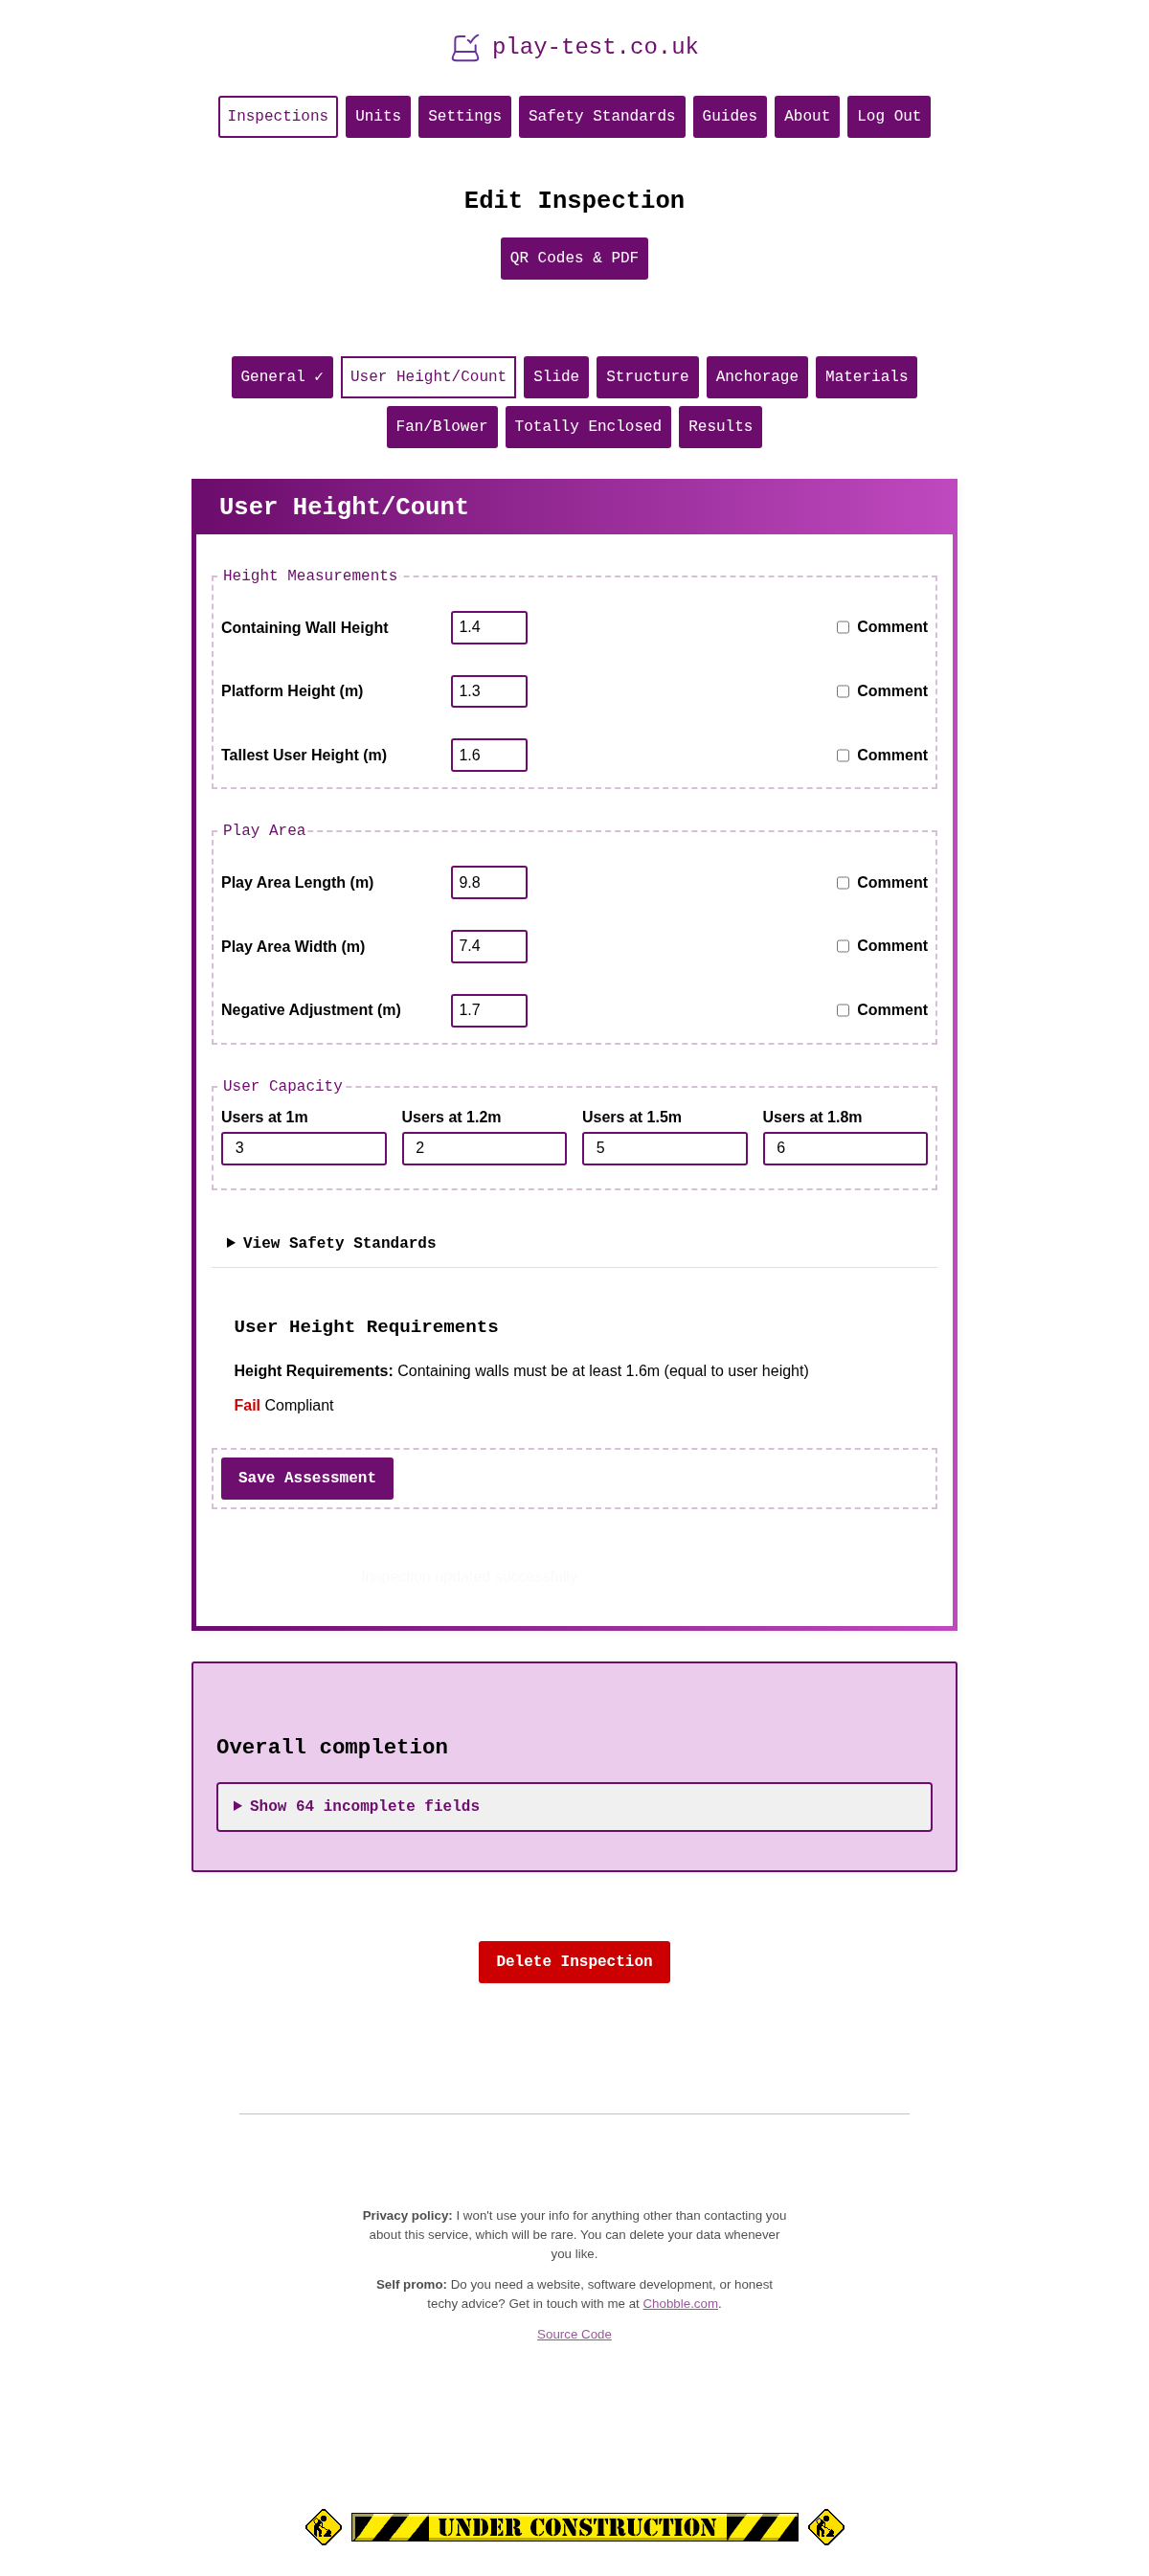 play-test.co.uk
Inspections Units Settings Safety Standards Guides About Log Out
Edit Inspection
QR Codes & PDF
General ✓ User Height/Count Slide Structure Anchorage Materials
Fan/Blower Totally Enclosed Results
User Height/Count
Height Measurements
Containing Wall Height 1.4 Comment
Platform Height (m) 1.3 Comment
Tallest User Height (m) 1.6 Comment
Play Area
Play Area Length (m) 9.8 Comment
Play Area Width (m) 7.4 Comment
Negative Adjustment (m) 1.7 Comment
User Capacity
Users at 1m Users at 1.2m Users at 1.5m Users at 1.8m
3 2 5 6
▶ View Safety Standards
User Height Requirements
Height Requirements: Containing walls must be at least 1.6m (equal to user height)
Fail Compliant
Save Assessment
Inspection updated successfully
Overall completion
▶ Show 64 incomplete fields
Delete Inspection
Privacy policy: I won't use your info for anything other than contacting you
about this service, which will be rare. You can delete your data whenever
you like.
Self promo: Do you need a website, software development, or honest
techy advice? Get in touch with me at Chobble.com.
Source Code
UNDER CONSTRUCTION